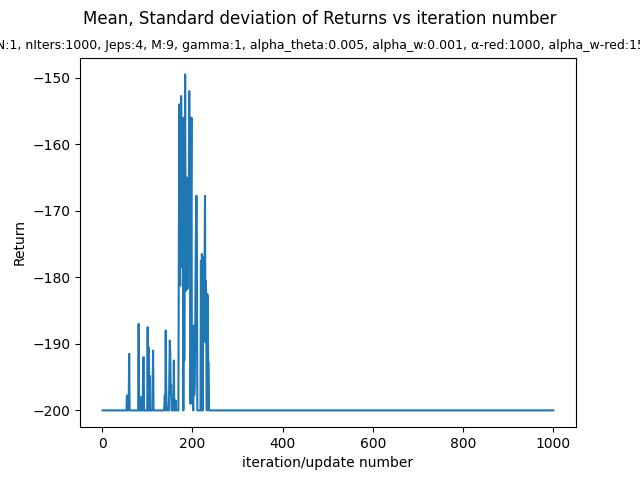 Mean, Standard deviation of Returns vs iteration number
N:1, nIters:1000, Jeps:4, M:9, gamma:1, alpha_theta:0.005, alpha_w:0.001, α-red:1000, alpha_w-red:15
−150
−160
−170
−180
−190
−200
Return
0 200 400 600 800 1000
iteration/update number